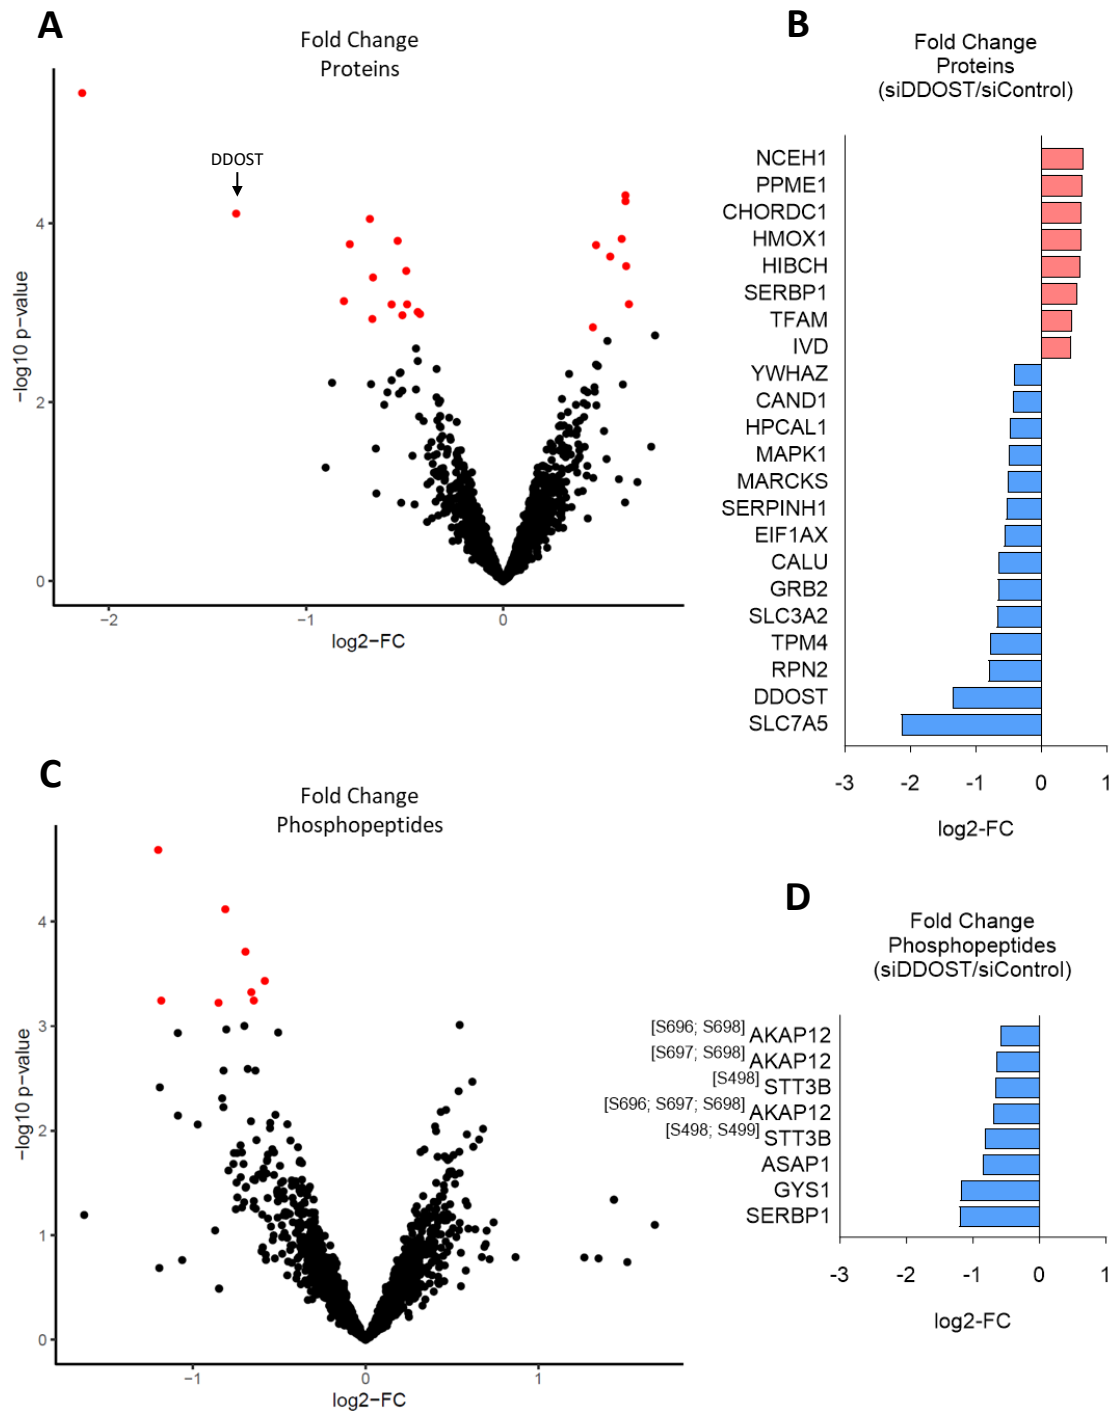 A
Fold Change
Proteins
DDOST
4
2
0
−2
−1
0
−log10 p−value
log2−FC
B
Fold Change
Proteins
(siDDOST/siControl)
NCEH1
PPME1
CHORDC1
HMOX1
HIBCH
SERBP1
TFAM
IVD
YWHAZ
CAND1
HPCAL1
MAPK1
MARCKS
SERPINH1
EIF1AX
CALU
GRB2
SLC3A2
TPM4
RPN2
DDOST
SLC7A5
-3 -2 -1 0 1
log2-FC
C
Fold Change
Phosphopeptides
4
3
2
1
0
−1
0
1
−log10 p−value
log2−FC
D
Fold Change
Phosphopeptides
(siDDOST/siControl)
[S696; S698] AKAP12
[S697; S698] AKAP12
[S498] STT3B
[S696; S697; S698] AKAP12
[S498; S499] STT3B
ASAP1
GYS1
SERBP1
-3 -2 -1 0 1
log2-FC